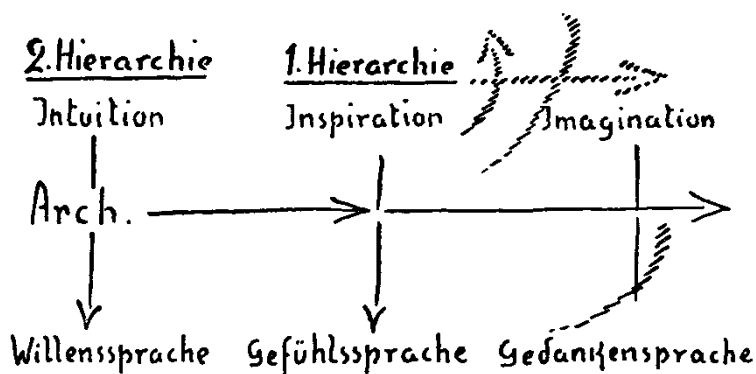 2. Hierarchie 1. Hierarchie
Intuition Inspiration Imagination
Arch.
Willenssprache Gefühlssprache Gedankensprache